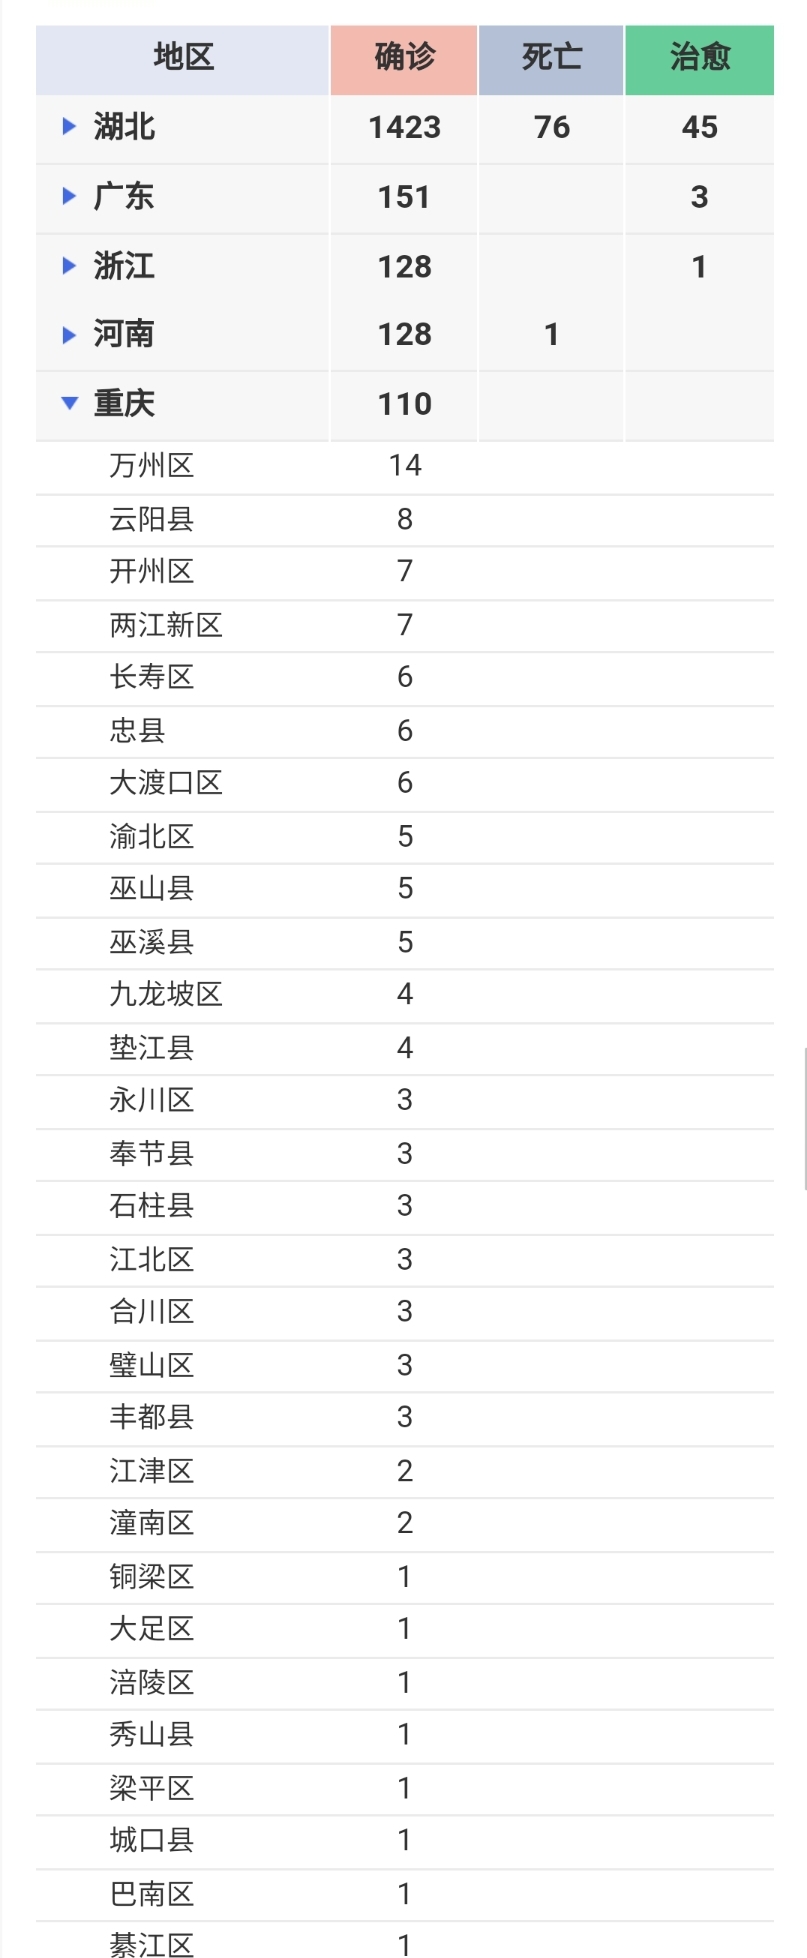 地区 确诊 死亡 治愈
湖北 1423 76 45
广东 151 3
浙江 128 1
河南 128 1
重庆 110
万州区 14
云阳县 8
开州区 7
两江新区 7
长寿区 6
忠县 6
大渡口区 6
渝北区 5
巫山县 5
巫溪县 5
九龙坡区 4
垫江县 4
永川区 3
奉节县 3
石柱县 3
江北区 3
合川区 3
璧山区 3
丰都县 3
江津区 2
潼南区 2
铜梁区 1
大足区 1
涪陵区 1
秀山县 1
梁平区 1
城口县 1
巴南区 1
綦江区 1